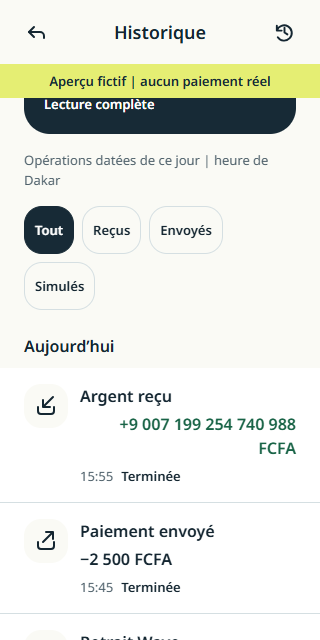 Historique
Aperçu fictif | aucun paiement réel
Lecture complète
Opérations datées de ce jour | heure de
Dakar
Tout
Reçus
Envoyés
Simulés
Aujourd’hui
Argent reçu
+9 007 199 254 740 988
FCFA
15:55 Terminée
Paiement envoyé
−2 500 FCFA
15:45 Terminée
Retrait Wave